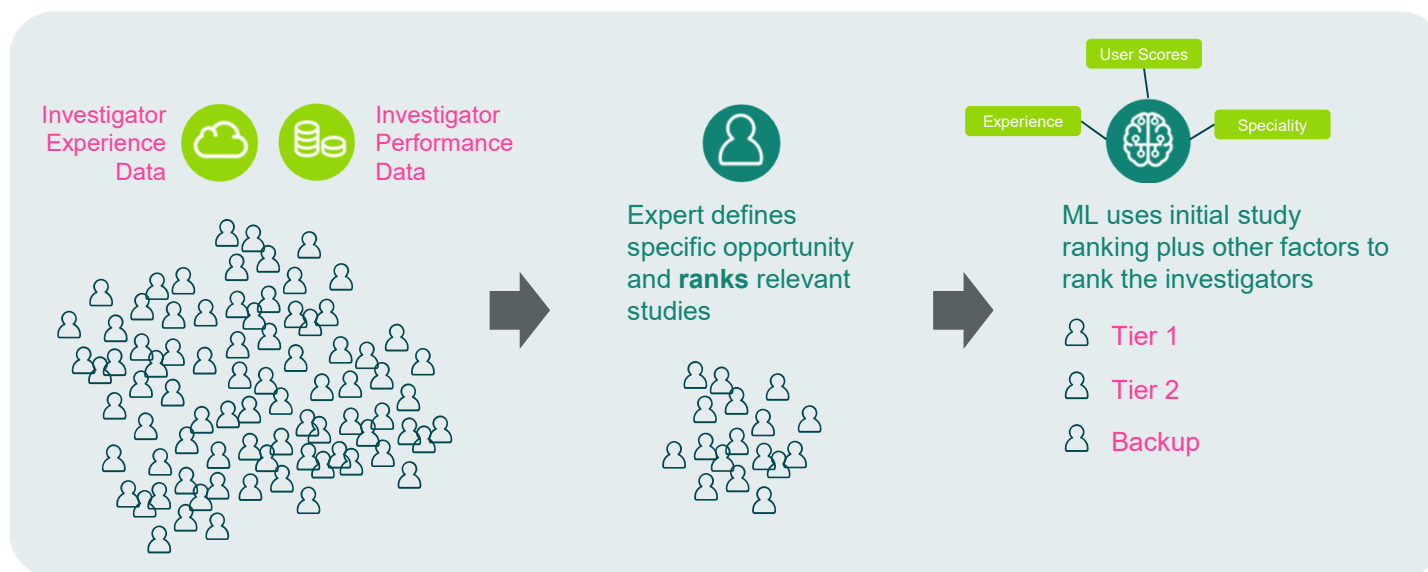 Investigator
Experience
Data
Investigator
Performance
Data
Expert defines
specific opportunity
and ranks relevant
studies
User Scores
Experience
Speciality
ML uses initial study
ranking plus other factors to
rank the investigators
Tier 1
Tier 2
Backup